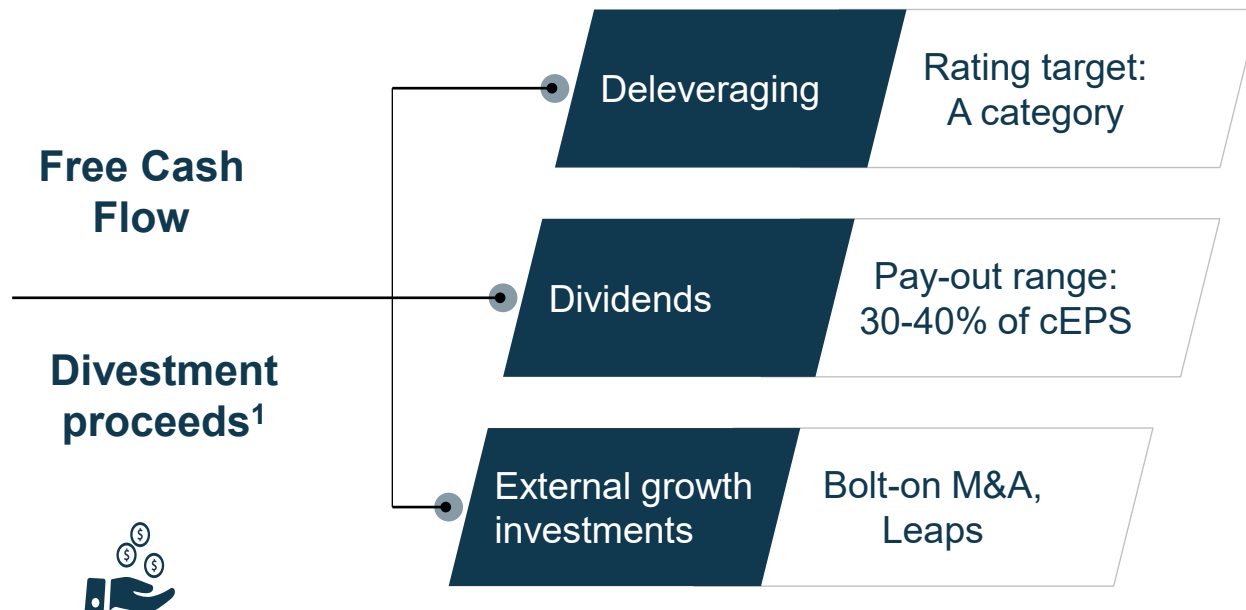 Free Cash
Flow
Divestment
proceeds¹
Deleveraging
Rating target:
A category
Dividends
Pay-out range:
30-40% of cEPS
External growth
investments
Bolt-on M&A,
Leaps
$
$
$